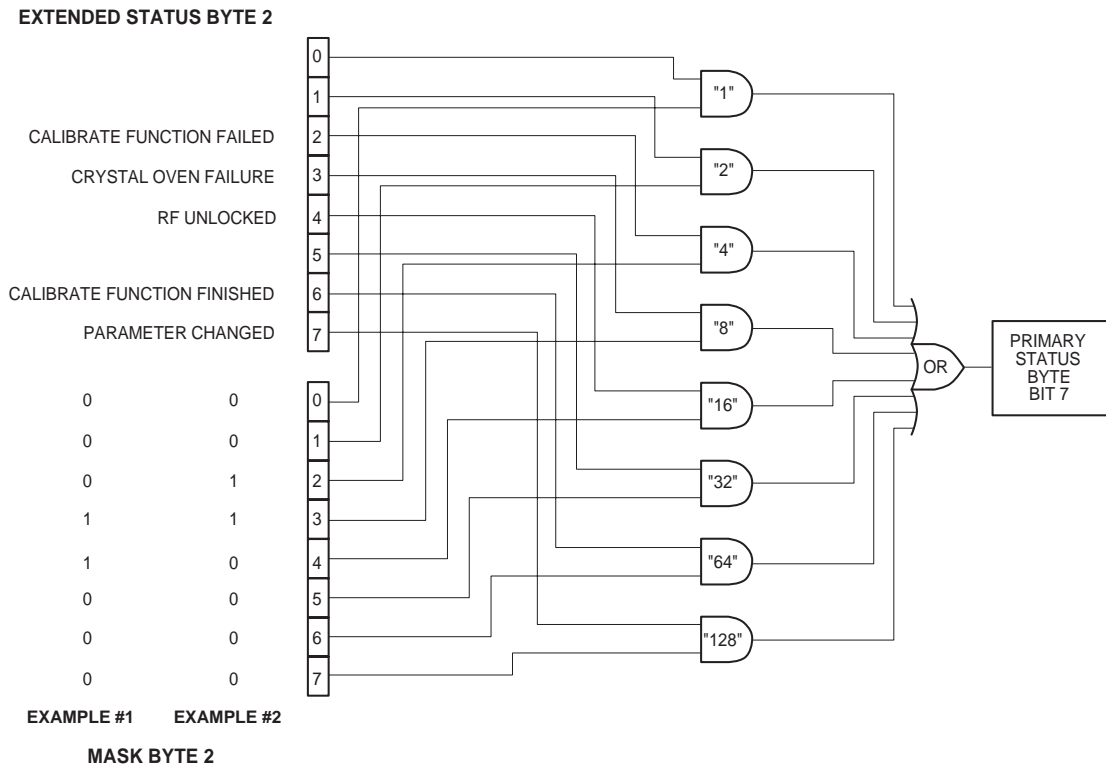 EXTENDED STATUS BYTE 2
0
1
CALIBRATE FUNCTION FAILED 2
CRYSTAL OVEN FAILURE 3
RF UNLOCKED 4
5
CALIBRATE FUNCTION FINISHED 6
PARAMETER CHANGED 7
0 0 0
0 0 1
0 1 2
1 1 3
1 0 4
0 0 5
0 0 6
0 0 7
EXAMPLE #1 EXAMPLE #2
MASK BYTE 2
"1"
"2"
"4"
"8"
"16"
"32"
"64"
"128"
OR
PRIMARY
STATUS
BYTE
BIT 7